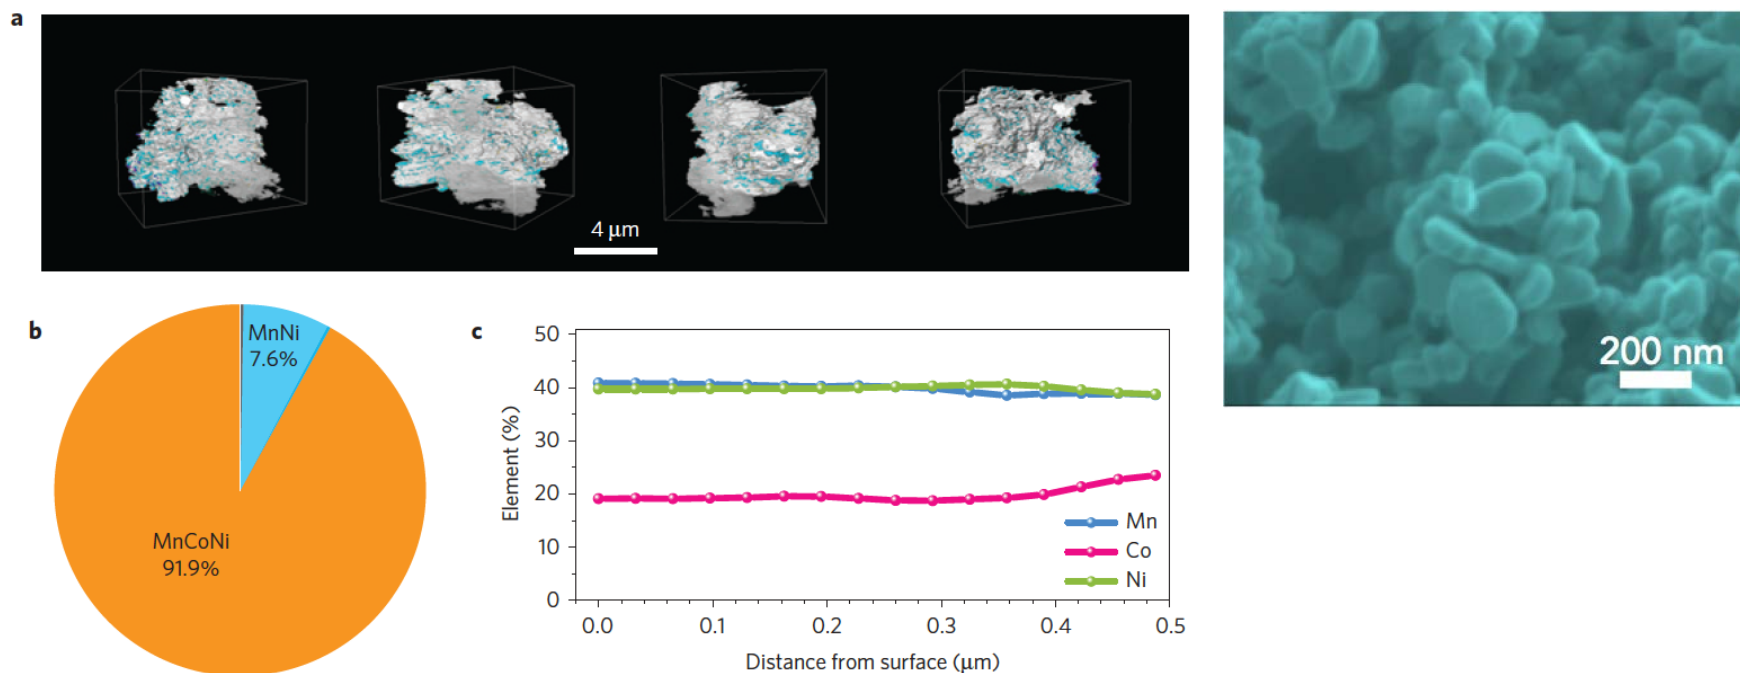 a
4 μm
200 nm
b
MnNi
7.6%
MnCoNi
91.9%
c
Element (%)
50
40
30
20
10
0
0.0 0.1 0.2 0.3 0.4 0.5
Distance from surface (μm)
Mn
Co
Ni